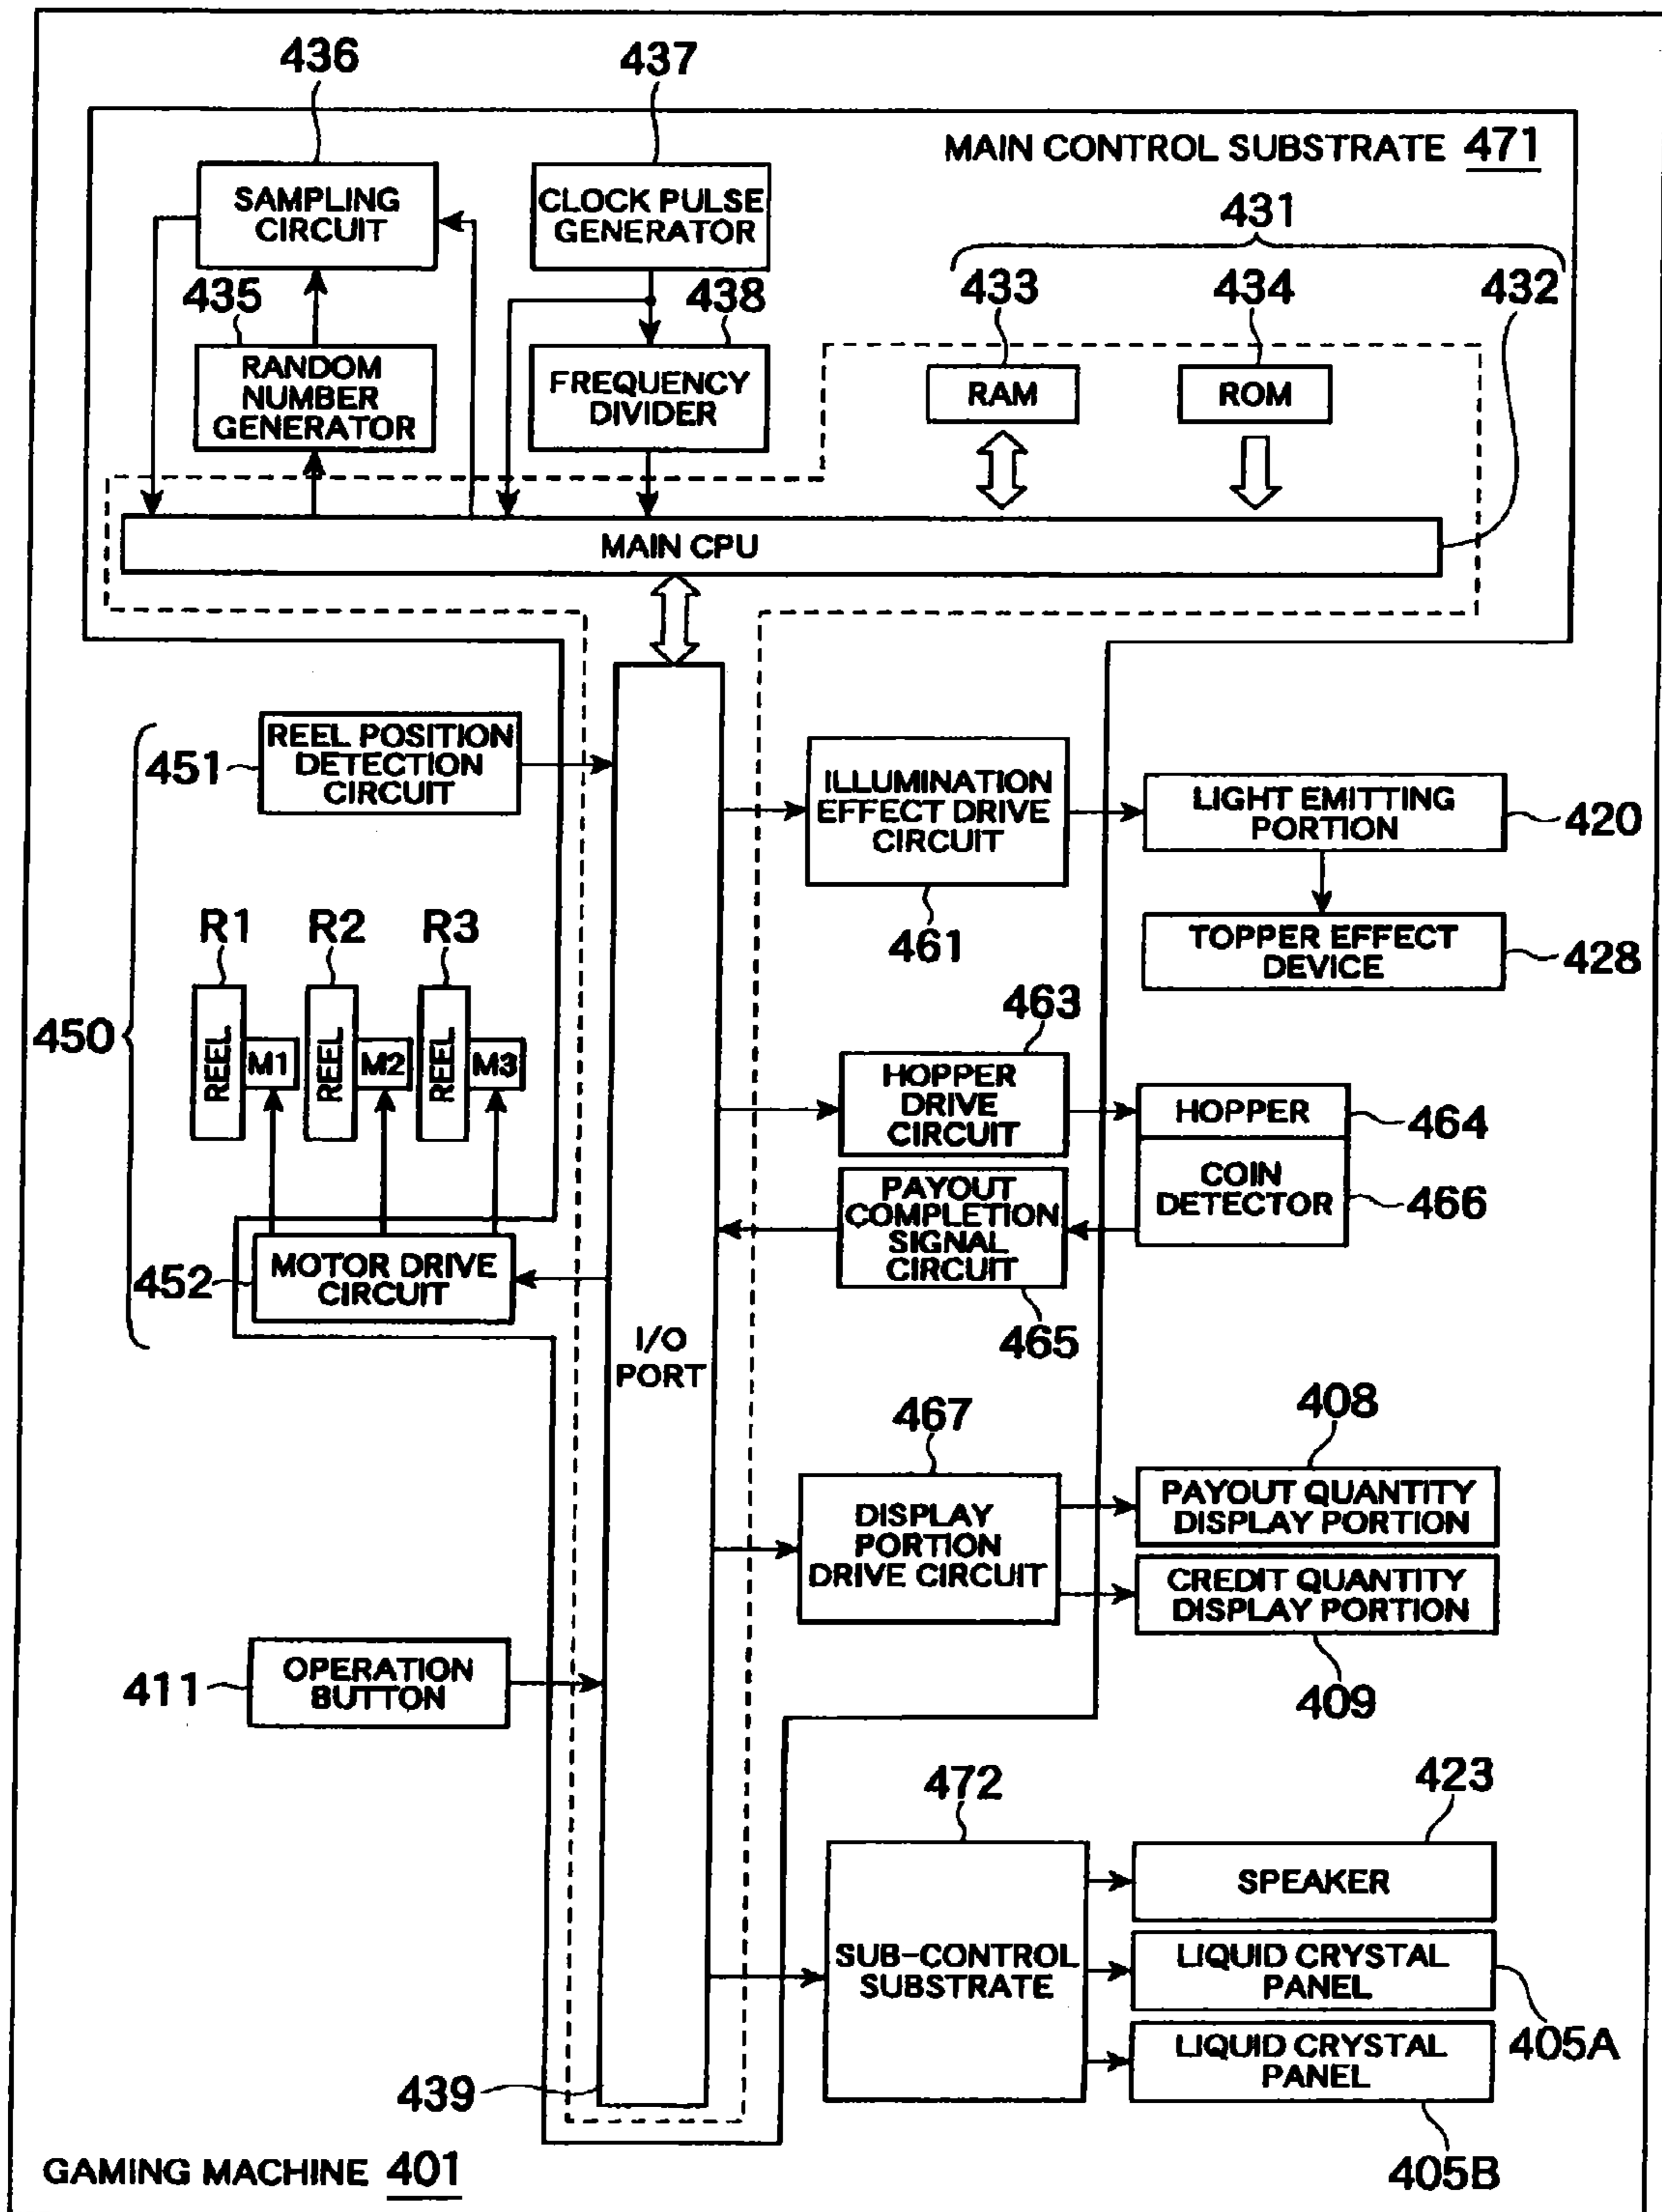 436
437
MAIN CONTROL SUBSTRATE 471
SAMPLING
CIRCUIT
CLOCK PULSE
GENERATOR
431
435
438
433
434
432
RANDOM
NUMBER
GENERATOR
FREQUENCY
DIVIDER
RAM
ROM
MAIN CPU
451
REEL POSITION
DETECTION
CIRCUIT
ILLUMINATION
EFFECT DRIVE
CIRCUIT
461
LIGHT EMITTING
PORTION
420
TOPPER EFFECT
DEVICE
428
R1
R2
R3
450
REEL
M1
REEL
M2
REEL
M3
463
HOPPER
DRIVE
CIRCUIT
HOPPER
464
COIN
DETECTOR
466
PAYOUT
COMPLETION
SIGNAL
CIRCUIT
465
452
MOTOR DRIVE
CIRCUIT
I/O
PORT
467
DISPLAY
PORTION
DRIVE CIRCUIT
408
PAYOUT QUANTITY
DISPLAY PORTION
CREDIT QUANTITY
DISPLAY PORTION
409
411
OPERATION
BUTTON
472
SUB-CONTROL
SUBSTRATE
423
SPEAKER
LIQUID CRYSTAL
PANEL
405A
LIQUID CRYSTAL
PANEL
405B
439
GAMING MACHINE 401